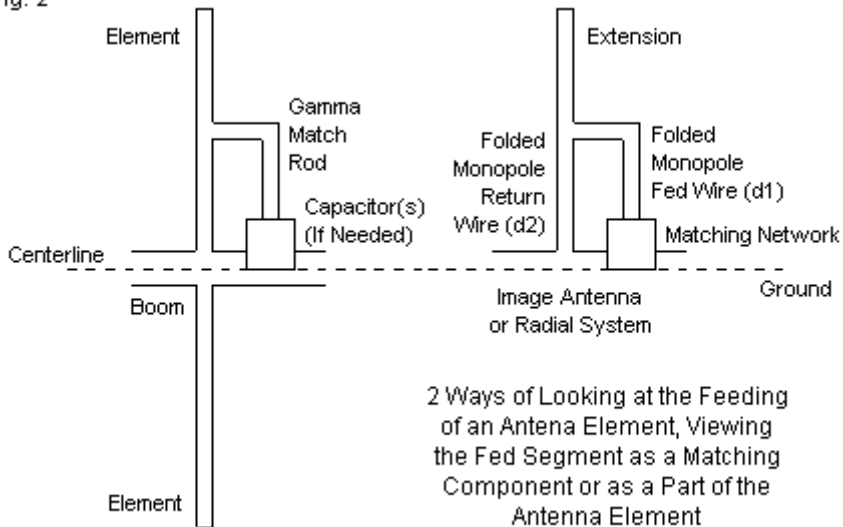 Fig. 2
Element
Gamma
Match
Rod
Capacitor(s)
(If Needed)
Centerline
Boom
Element
Extension
Folded
Monopole
Return
Wire (d2)
Folded
Monopole
Fed Wire (d1)
Matching Network
Ground
Image Antenna
or Radial System
2 Ways of Looking at the Feeding
of an Antena Element, Viewing
the Fed Segment as a Matching
Component or as a Part of the
Antenna Element